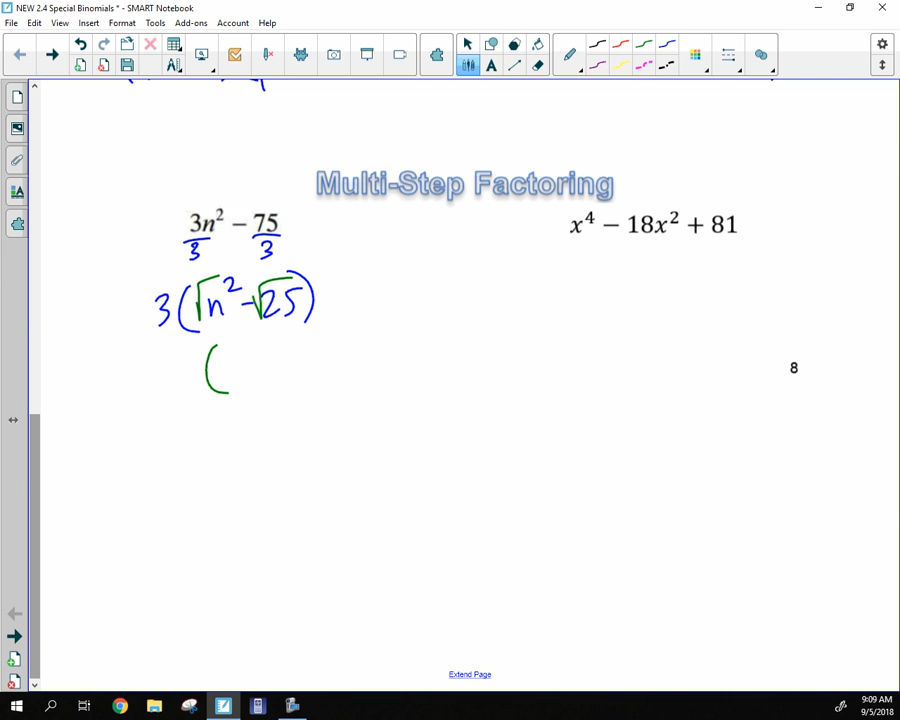 NEW 2.4 Special Binomials * - SMART Notebook
File Edit View Insert Format Tools Add-ons Account Help
Multi-Step Factoring
3n² − 75
x⁴ − 18x² + 81
3 3
3(√n² − √25)
(
8
Extend Page
9:09 AM
9/5/2018